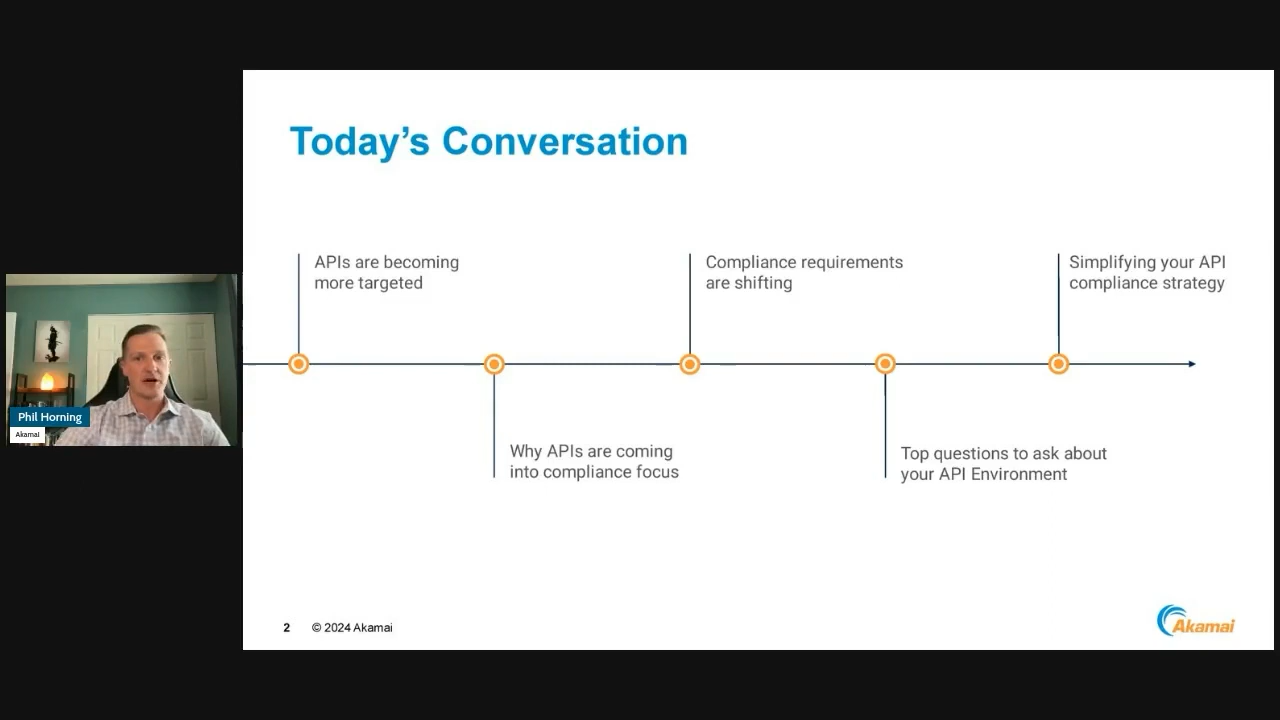 Today's Conversation
APIs are becoming
more targeted
Compliance requirements
are shifting
Simplifying your API
compliance strategy
Why APIs are coming
into compliance focus
Top questions to ask about
your API Environment
Phil Horning
Akamai
2 © 2024 Akamai
Akamai